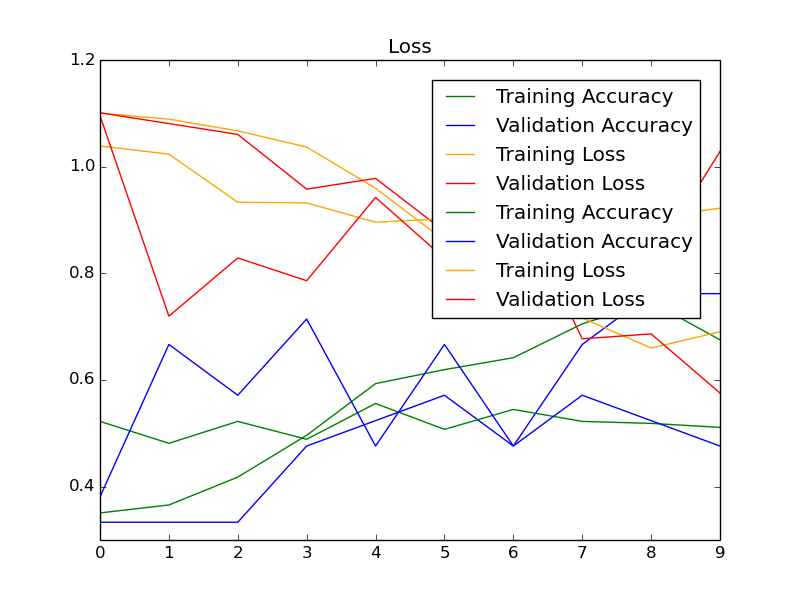 Loss
1.2
1.0
0.8
0.6
0.4
Training Accuracy
Validation Accuracy
Training Loss
Validation Loss
Training Accuracy
Validation Accuracy
Training Loss
Validation Loss
0 1 2 3 4 5 6 7 8 9